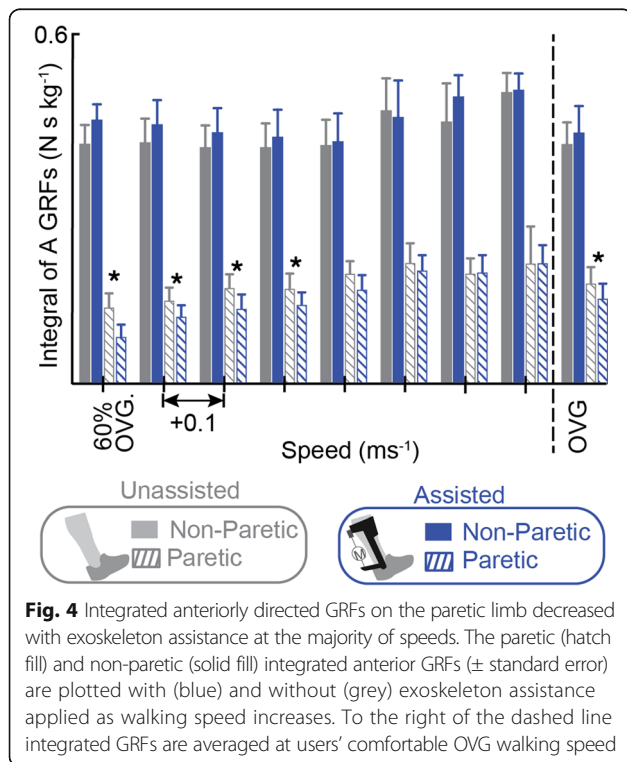 0.6
Integral of A GRFs (N s kg⁻¹)
* * * * *
60% OVG.
+0.1
Speed (ms⁻¹)
OVG
Unassisted
Non-Paretic
Paretic
Assisted
M
Non-Paretic
Paretic
Fig. 4 Integrated anteriorly directed GRFs on the paretic limb decreased
with exoskeleton assistance at the majority of speeds. The paretic (hatch
fill) and non-paretic (solid fill) integrated anterior GRFs (± standard error)
are plotted with (blue) and without (grey) exoskeleton assistance
applied as walking speed increases. To the right of the dashed line
integrated GRFs are averaged at users' comfortable OVG walking speed